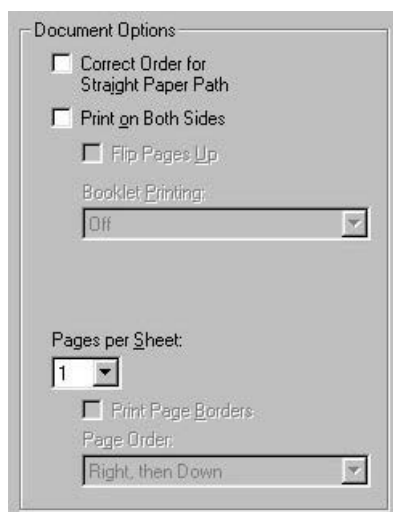 Document Options
Correct Order for
Straight Paper Path
Print on Both Sides
Flip Pages Up
Booklet Printing:
Off
Pages per Sheet:
1
Print Page Borders
Page Order:
Right, then Down